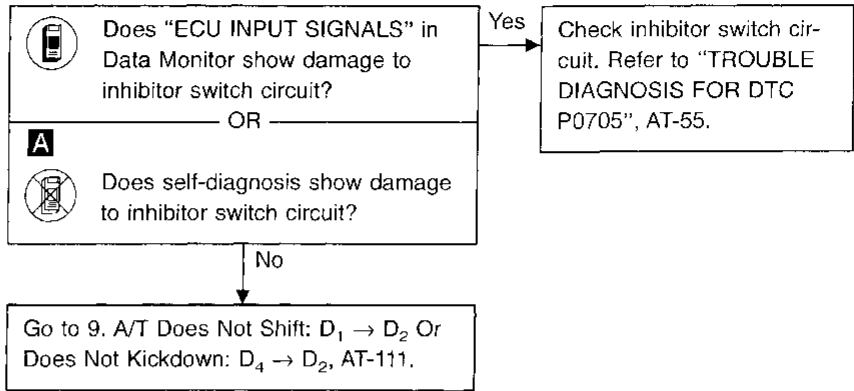 Does “ECU INPUT SIGNALS” in
Data Monitor show damage to
inhibitor switch circuit?
OR
A
Does self-diagnosis show damage
to inhibitor switch circuit?
Yes
Check inhibitor switch cir-
cuit. Refer to “TROUBLE
DIAGNOSIS FOR DTC
P0705”, AT-55.
No
Go to 9. A/T Does Not Shift: D₁ → D₂ Or
Does Not Kickdown: D₄ → D₂, AT-111.